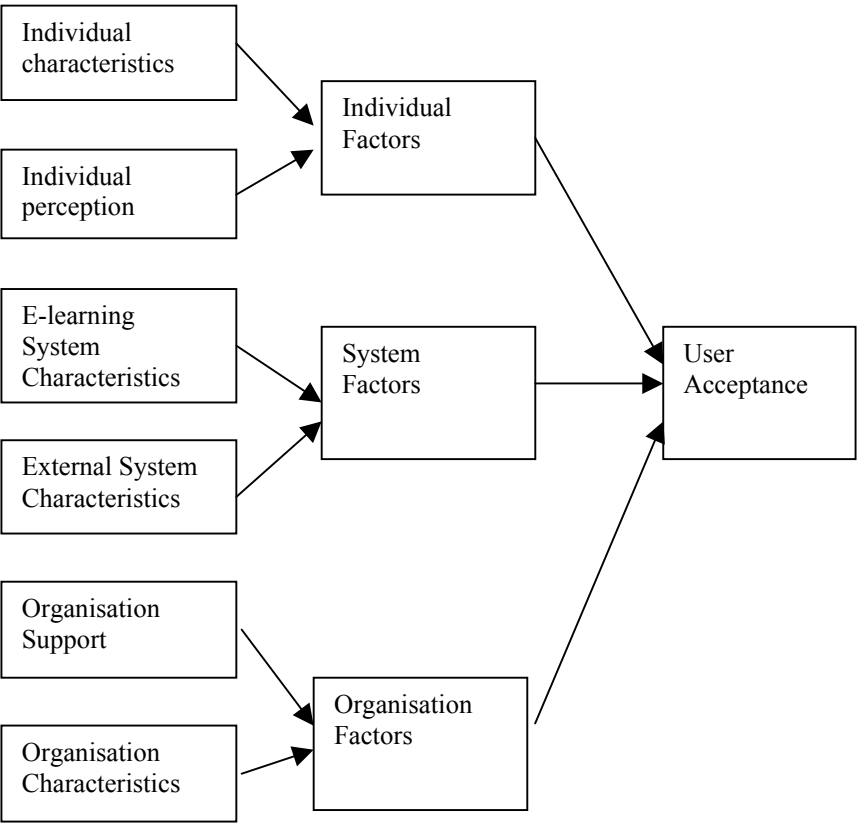 Individual
characteristics
Individual
perception
E-learning
System
Characteristics
External System
Characteristics
Organisation
Support
Organisation
Characteristics
Individual
Factors
System
Factors
Organisation
Factors
User
Acceptance